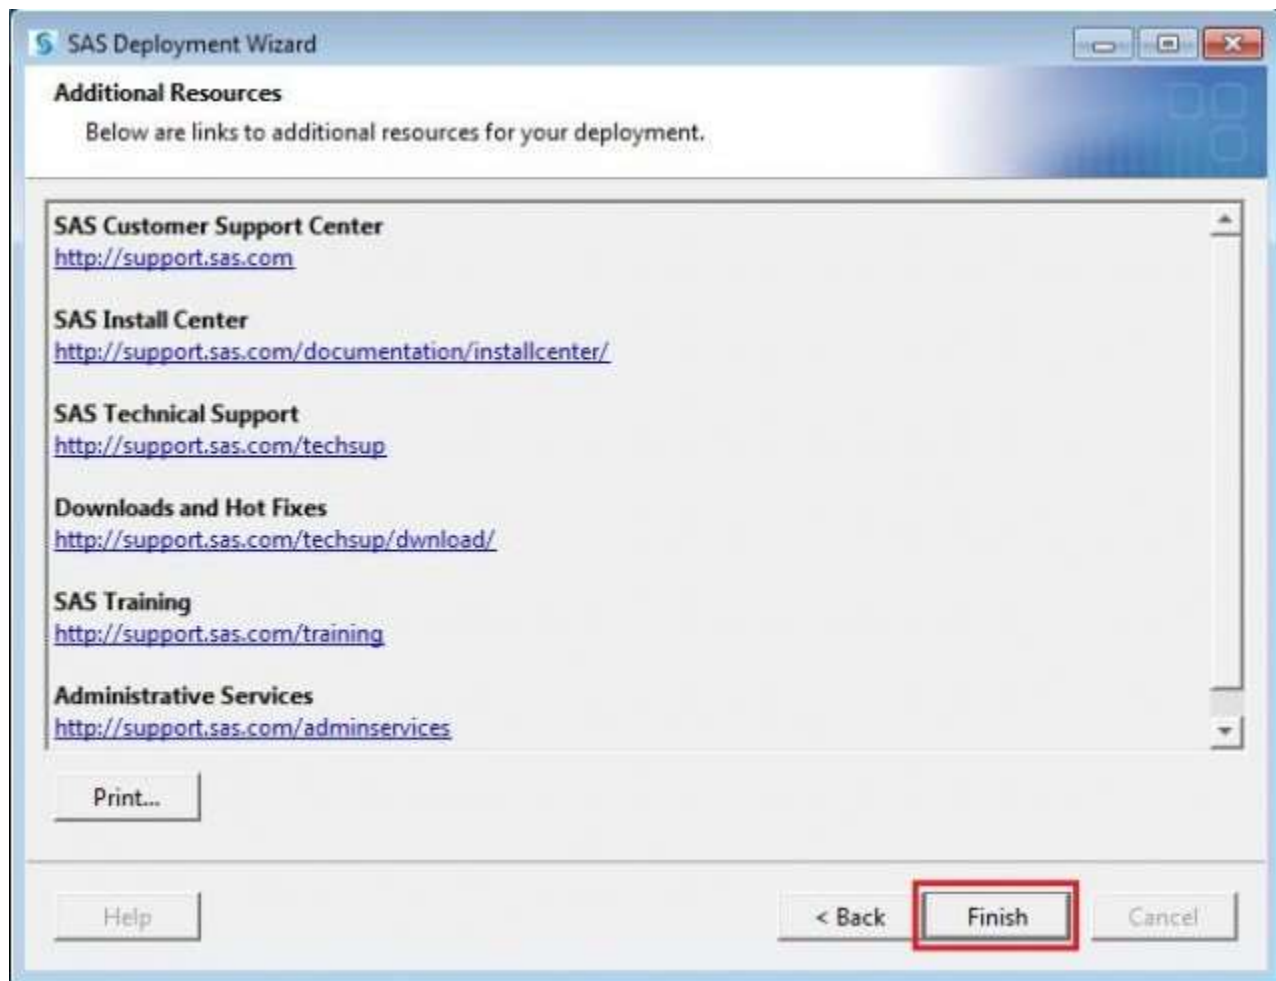 SAS Deployment Wizard
Additional Resources
Below are links to additional resources for your deployment.
SAS Customer Support Center
http://support.sas.com
SAS Install Center
http://support.sas.com/documentation/installcenter/
SAS Technical Support
http://support.sas.com/techsup
Downloads and Hot Fixes
http://support.sas.com/techsup/dwnload/
SAS Training
http://support.sas.com/training
Administrative Services
http://support.sas.com/adminservices
Print...
Help
< Back
Finish
Cancel